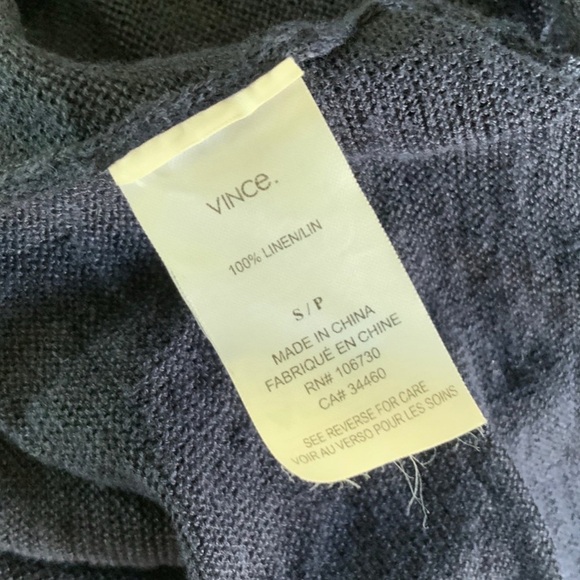 VINCe.
100% LINEN/LIN
S / P
MADE IN CHINA
FABRIQUÉ EN CHINE
RN# 106730
CA# 34460
SEE REVERSE FOR CARE
VOIR AU VERSO POUR LES SOINS